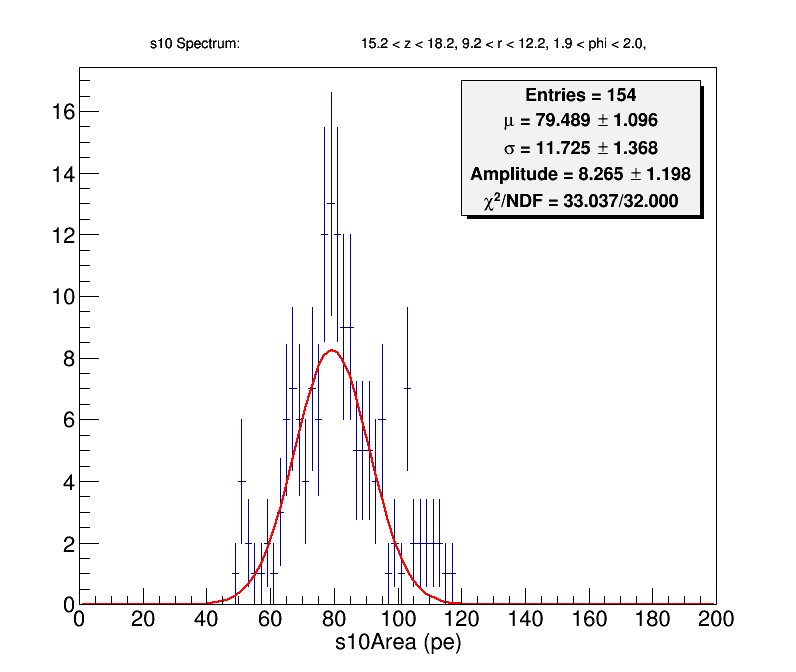 s10 Spectrum: 15.2 < z < 18.2, 9.2 < r < 12.2, 1.9 < phi < 2.0,
Entries = 154
μ = 79.489 ± 1.096
σ = 11.725 ± 1.368
Amplitude = 8.265 ± 1.198
χ²/NDF = 33.037/32.000
16
14
12
10
8
6
4
2
0
0 20 40 60 80 100 120 140 160 180 200
s10Area (pe)